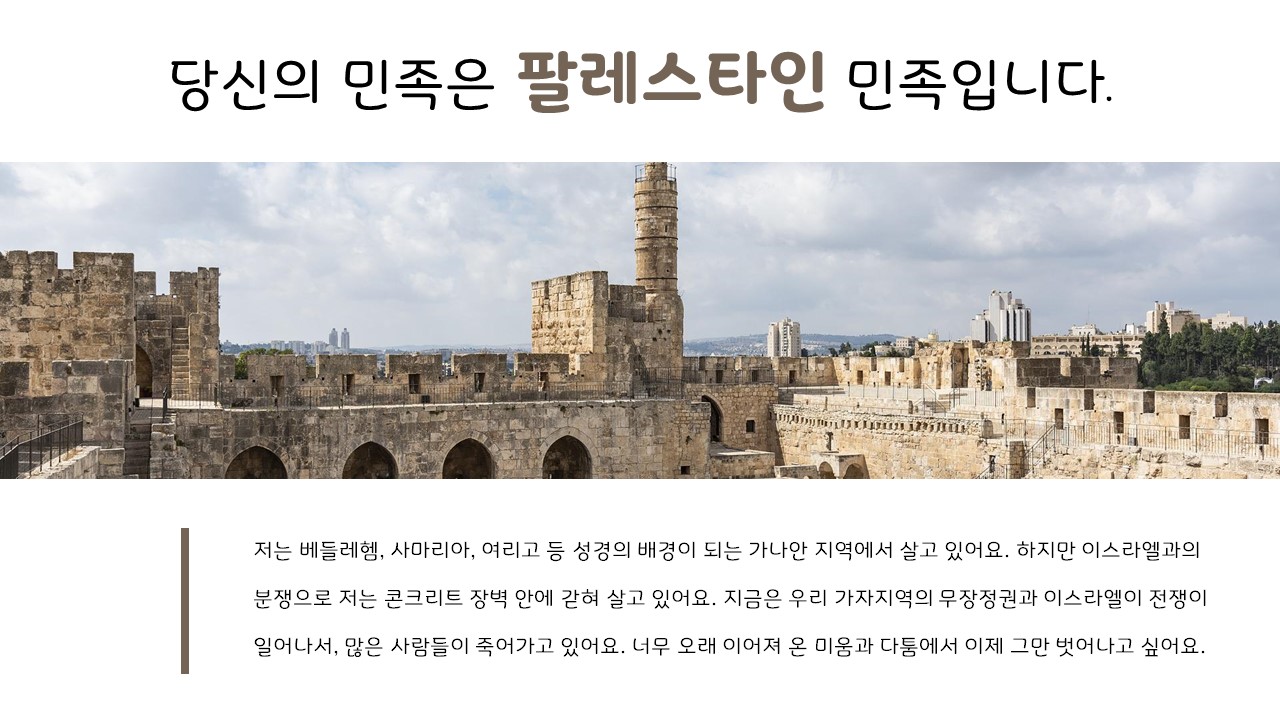 당신의 민족은 팔레스타인 민족입니다.
저는 베들레헴, 사마리아, 여리고 등 성경의 배경이 되는 가나안 지역에서 살고 있어요. 하지만 이스라엘과의
분쟁으로 저는 콘크리트 장벽 안에 갇혀 살고 있어요. 지금은 우리 가자지역의 무장정권과 이스라엘이 전쟁이
일어나서, 많은 사람들이 죽어가고 있어요. 너무 오래 이어져 온 미움과 다툼에서 이제 그만 벗어나고 싶어요.